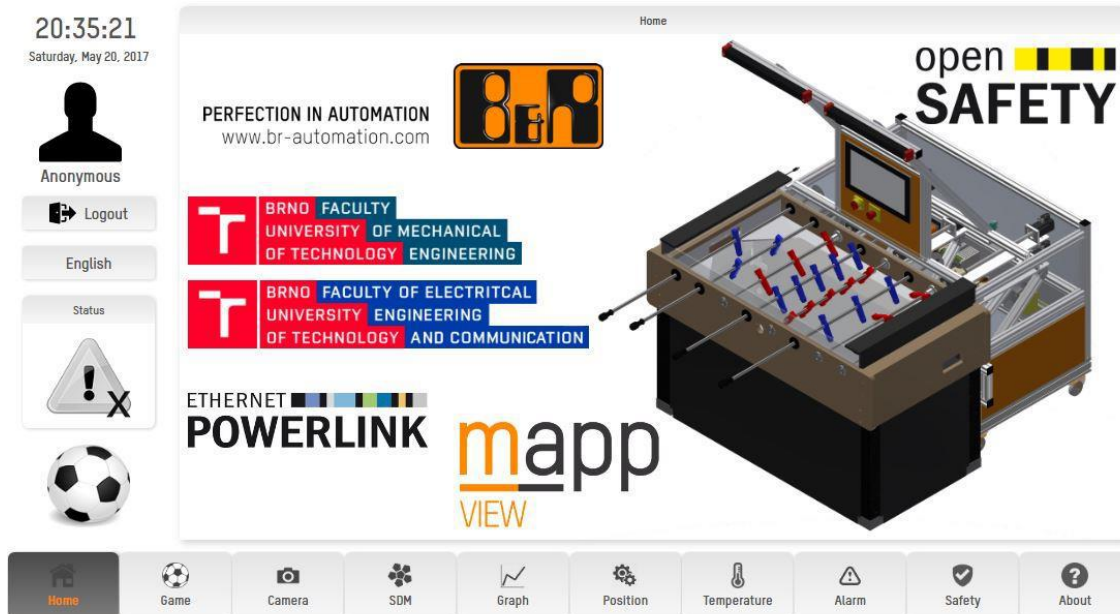 20:35:21
Saturday, May 20, 2017
Anonymous
Logout
English
Status
X
Home
PERFECTION IN AUTOMATION
www.br-automation.com
B&R
open
SAFETY
BRNO FACULTY
UNIVERSITY OF MECHANICAL
OF TECHNOLOGY ENGINEERING
BRNO FACULTY OF ELECTRITCAL
UNIVERSITY ENGINEERING
OF TECHNOLOGY AND COMMUNICATION
ETHERNET
POWERLINK
mapp
VIEW
Home
Game
Camera
SDM
Graph
Position
Temperature
Alarm
Safety
About